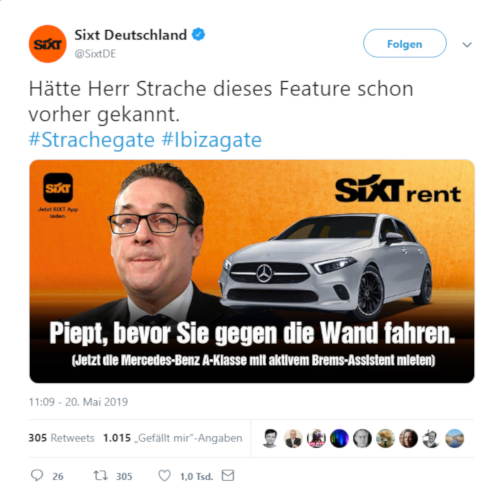 SIXT
Sixt Deutschland
@SixtDE
Folgen
Hätte Herr Strache dieses Feature schon
vorher gekannt.
#Strachegate #Ibizagate
SIXT
Jetzt SIXT App
laden.
SIXT rent
Piept, bevor Sie gegen die Wand fahren.
(Jetzt die Mercedes-Benz A-Klasse mit aktivem Brems-Assistent mieten)
11:09 - 20. Mai 2019
305 Retweets 1.015 „Gefällt mir“-Angaben
26 305 1,0 Tsd.